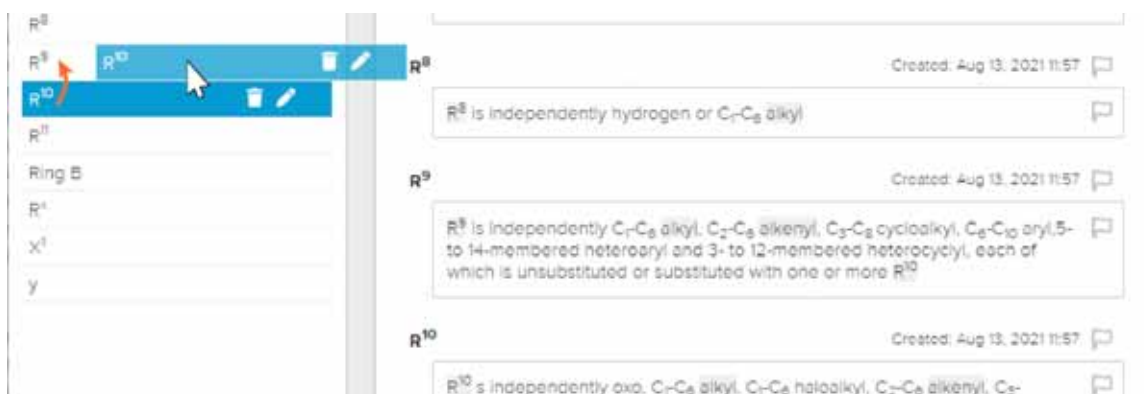 R⁸
R⁹
R¹⁰
R¹⁰
R¹¹
Ring B
X¹
y
R⁸ Created: Aug 13, 2021 11:57
R⁸ is independently hydrogen or C₁-C₆ alkyl
R⁹ Created: Aug 13, 2021 11:57
R⁹ is independently C₁-C₆ alkyl, C₂-C₆ alkenyl, C₃-C₈ cycloalkyl, C₆-C₁₀ aryl,5-
to 14-membered heteroaryl and 3- to 12-membered heterocyclyl, each of
which is unsubstituted or substituted with one or more R¹⁰
R¹⁰ Created: Aug 13, 2021 11:57
R¹⁰ s independently oxo, C₁-C₆ alkyl, C₁-C₆ haloalkyl, C₂-C₆ alkenyl, C₃-